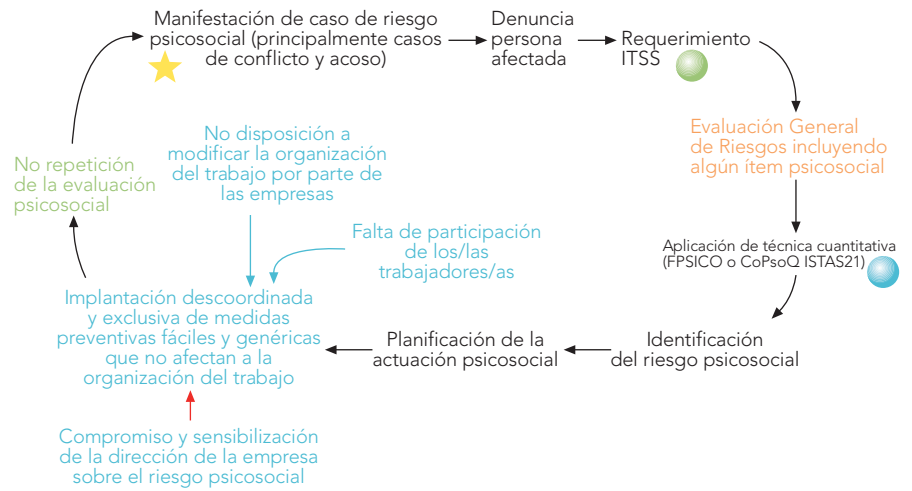 Manifestación de caso de riesgo
psicosocial (principalmente casos
de conflicto y acoso)
Denuncia
persona
afectada
Requerimiento
ITSS
Evaluación General
de Riesgos incluyendo
algún ítem psicosocial
Aplicación de técnica cuantitativa
(FPSICO o CoPsoQ ISTAS21)
Identificación
del riesgo psicosocial
Planificación de la
actuación psicosocial
Implantación descoordinada
y exclusiva de medidas
preventivas fáciles y genéricas
que no afectan a la
organización del trabajo
No disposición a
modificar la organización
del trabajo por parte de
las empresas
Falta de participación
de los/las
trabajadores/as
Compromiso y sensibilización
de la dirección de la empresa
sobre el riesgo psicosocial
No repetición
de la evaluación
psicosocial